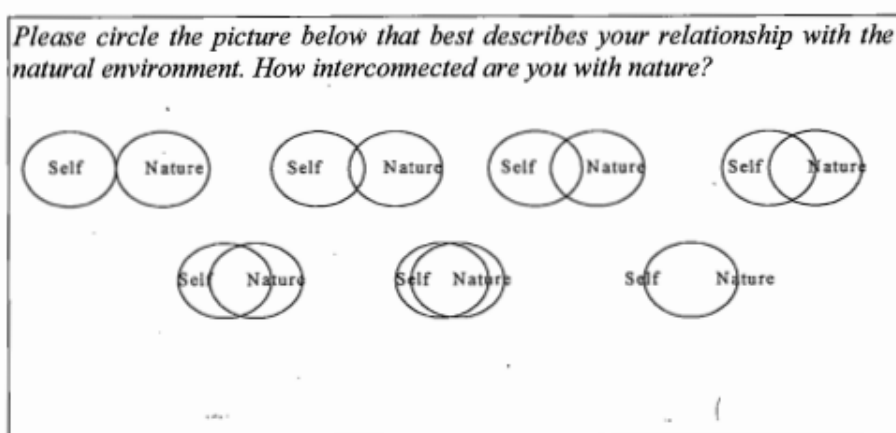 Please circle the picture below that best describes your relationship with the
natural environment. How interconnected are you with nature?
Self Nature Self Nature Self Nature Self Nature
Self Nature Self Nature Self Nature